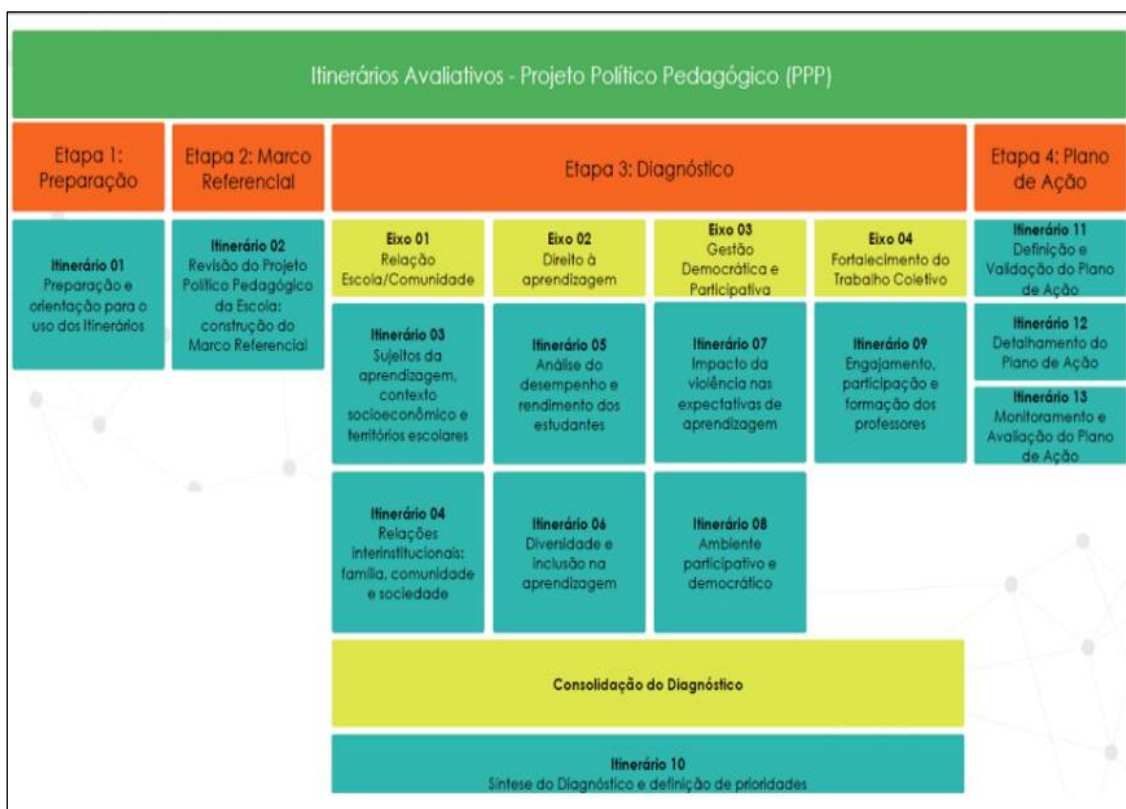 Itinerários Avaliativos - Projeto Político Pedagógico (PPP)
Etapa 1:
Preparação
Etapa 2: Marco
Referencial
Etapa 3: Diagnóstico
Etapa 4: Plano
de Ação
Itinerário 01
Preparação e
orientação para o
uso dos Itinerários
Itinerário 02
Revisão do Projeto
Político Pedagógico
da Escola:
construção do
Marco Referencial
Eixo 01
Relação
Escola/Comunidade
Eixo 02
Direito à
aprendizagem
Eixo 03
Gestão
Democrática e
Participativa
Eixo 04
Fortalecimento do
Trabalho Coletivo
Itinerário 11
Definição e
Validação do Plano
de Ação
Itinerário 03
Sujeitos da
aprendizagem,
contexto
socioeconômico e
territórios escolares
Itinerário 05
Análise do
desempenho e
rendimento dos
estudantes
Itinerário 07
Impacto da
violência nas
expectativas de
aprendizagem
Itinerário 09
Engajamento,
participação e
formação dos
professores
Itinerário 12
Detalhamento do
Plano de Ação
Itinerário 13
Monitoramento e
Avaliação do Plano
de Ação
Itinerário 04
Relações
interinstitucionais:
família, comunidade
e sociedade
Itinerário 06
Diversidade e
inclusão na
aprendizagem
Itinerário 08
Ambiente
participativo e
democrático
Consolidação do Diagnóstico
Itinerário 10
Síntese do Diagnóstico e definição de prioridades